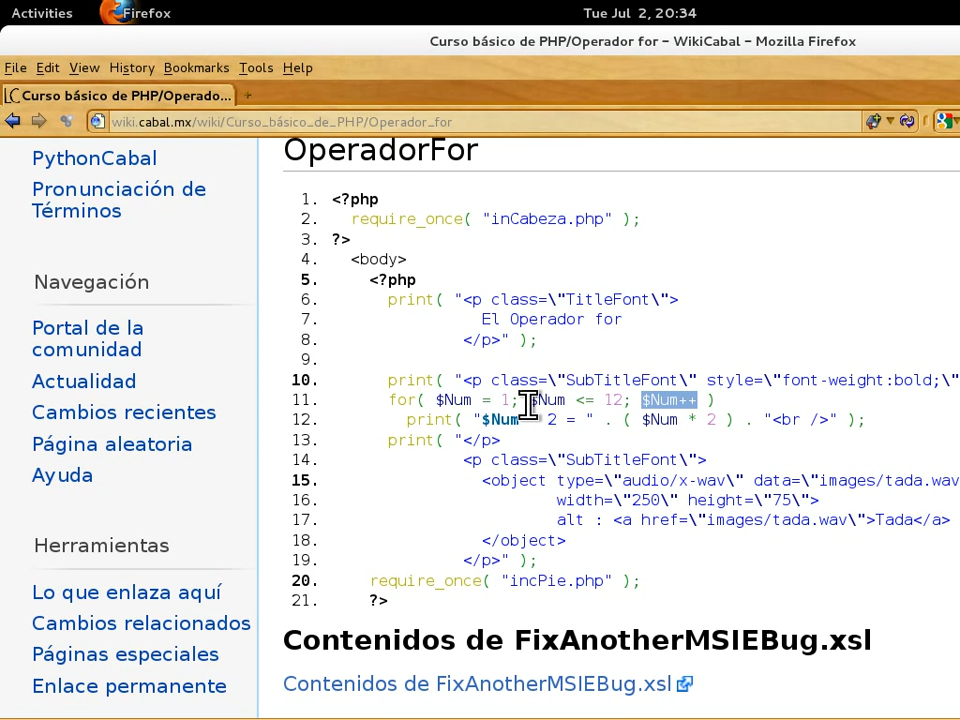 Activities Firefox Tue Jul 2, 20:34
Curso básico de PHP/Operador for – WikiCabal – Mozilla Firefox
File Edit View History Bookmarks Tools Help
Curso básico de PHP/Operado... +
wiki.cabal.mx/wiki/Curso_básico_de_PHP/Operador_for
PythonCabal
Pronunciación de
Términos
Navegación
Portal de la
comunidad
Actualidad
Cambios recientes
Página aleatoria
Ayuda
Herramientas
Lo que enlaza aquí
Cambios relacionados
Páginas especiales
Enlace permanente
OperadorFor
1. <?php
2. require_once( "inCabeza.php" );
3. ?>
4. <body>
5. <?php
6. print( "<p class=\"TitleFont\">
7. El Operador for
8. </p>" );
9.
10. print( "<p class=\"SubTitleFont\" style=\"font-weight:bold;\"
11. for( $Num = 1; $Num <= 12; $Num++ )
12. print( "$Num 2 = " . ( $Num * 2 ) . "<br />" );
13. print( "</p>
14. <p class=\"SubTitleFont\">
15. <object type=\"audio/x-wav\" data=\"images/tada.wav
16. width=\"250\" height=\"75\">
17. alt : <a href=\"images/tada.wav\">Tada</a>
18. </object>
19. </p>" );
20. require_once( "incPie.php" );
21. ?>
Contenidos de FixAnotherMSIEBug.xsl
Contenidos de FixAnotherMSIEBug.xsl